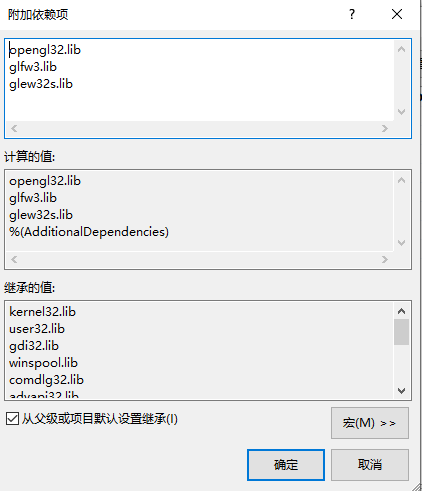 附加依赖项
opengl32.lib
glfw3.lib
glew32s.lib
计算的值:
opengl32.lib
glfw3.lib
glew32s.lib
%(AdditionalDependencies)
继承的值:
kernel32.lib
user32.lib
gdi32.lib
winspool.lib
comdlg32.lib
advapi32.lib
从父级或项目默认设置继承(I)
宏(M) >>
确定
取消